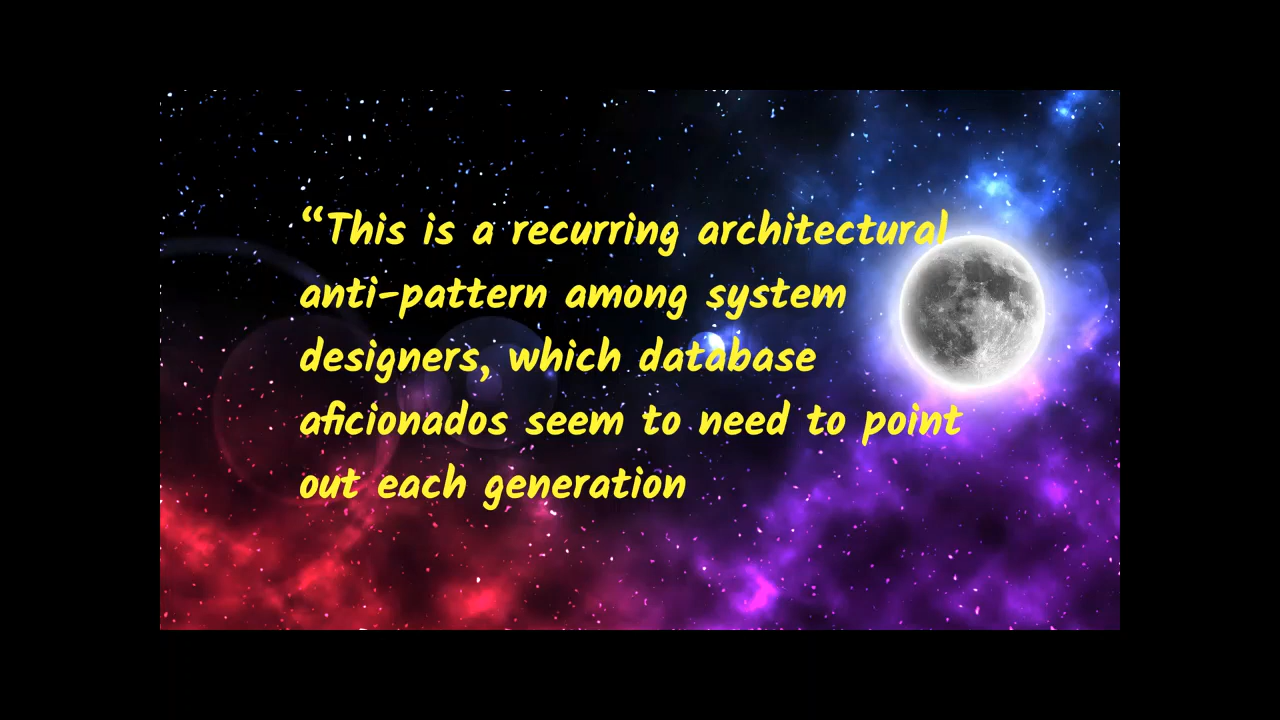 “This is a recurring architectural
anti-pattern among system
designers, which database
aficionados seem to need to point
out each generation